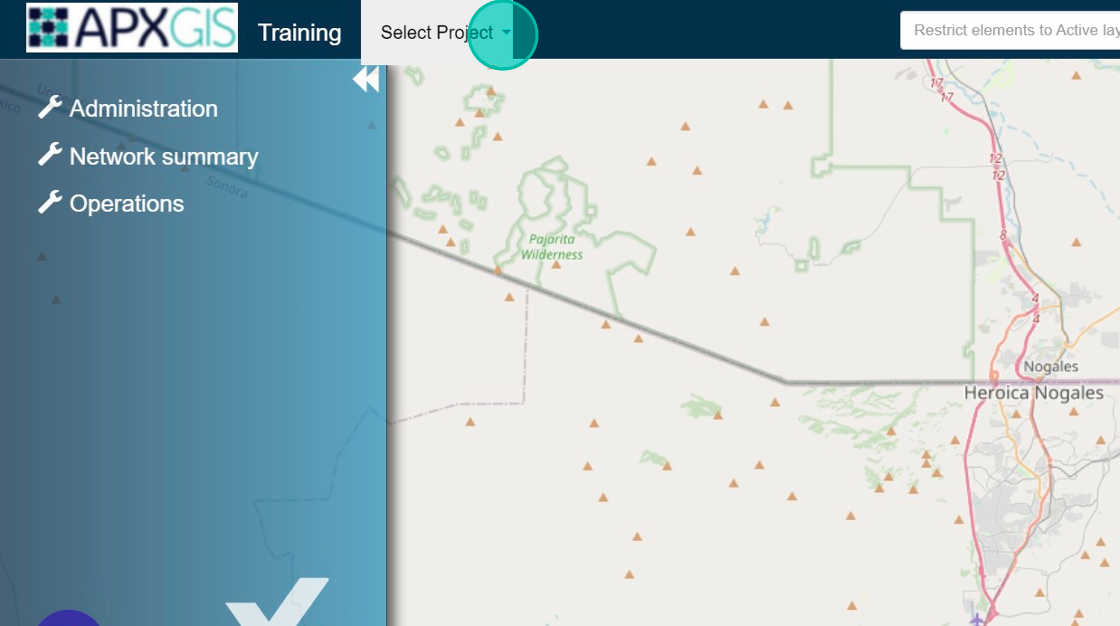 APXGIS
Training
Select Project
Restrict elements to Active lay
Administration
Network summary
Operations
Sonora
Pajarita
Wilderness
17
17
12
12
8
4
4
Nogales
Heroica Nogales